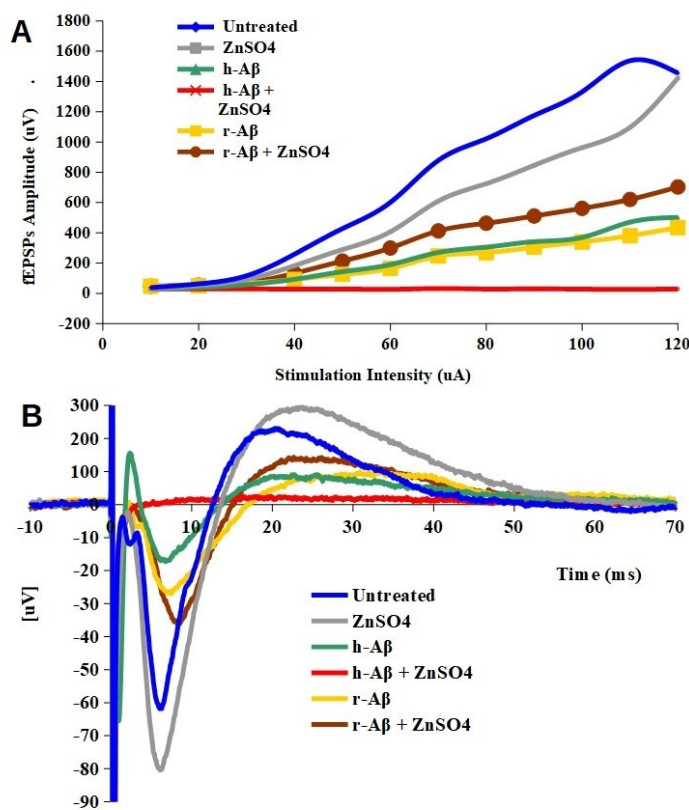 A
1800
1600
1400
1200
1000
800
600
400
200
0
-200
fEPSPs Amplitude (uV)
.
Untreated
ZnSO4
h-Aβ
h-Aβ +
ZnSO4
r-Aβ
r-Aβ + ZnSO4
0 20 40 60 80 100 120
Stimulation Intensity (uA)
B
300
200
100
0
-10
-20
-30
-40
-50
-60
-70
-80
-90
[uV]
-10 0 10 20 30 40 50 60 70
Time (ms)
Untreated
ZnSO4
h-Aβ
h-Aβ + ZnSO4
r-Aβ
r-Aβ + ZnSO4